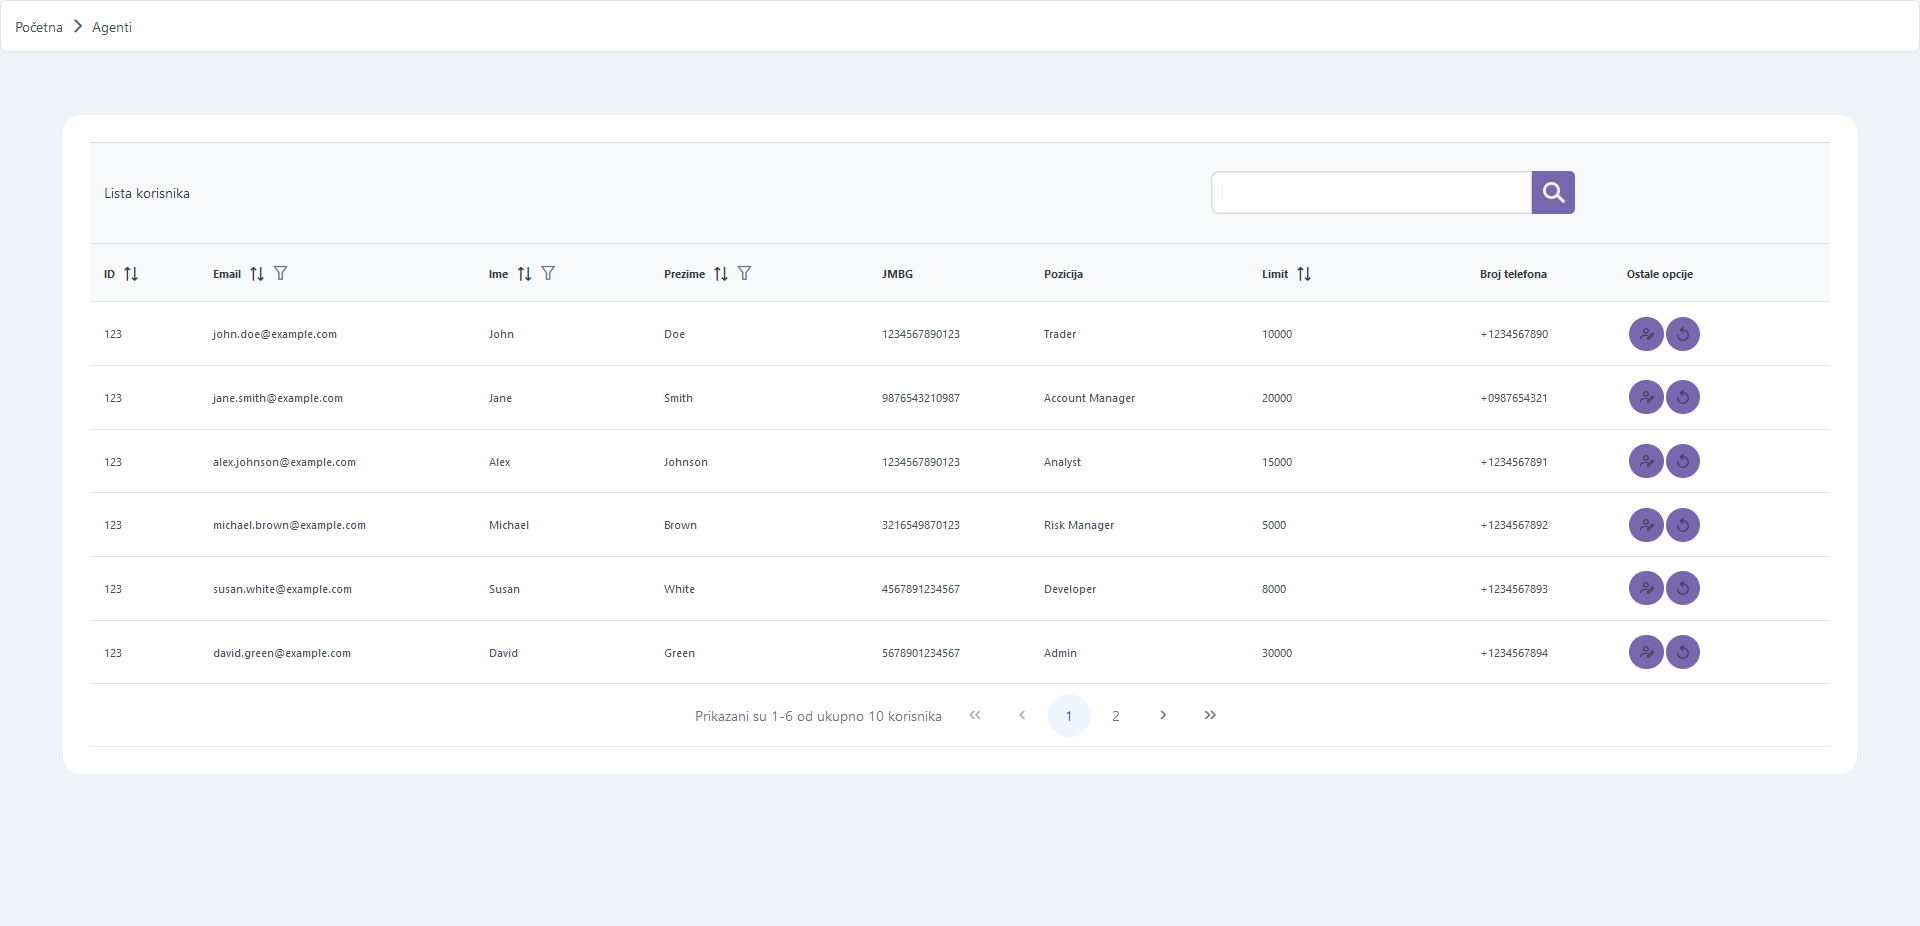 Početna Agenti
Lista korisnika
ID Email Ime Prezime JMBG Pozicija Limit Broj telefona Ostale opcije
123 john.doe@example.com John Doe 1234567890123 Trader 10000 +1234567890
123 jane.smith@example.com Jane Smith 9876543210987 Account Manager 20000 +0987654321
123 alex.johnson@example.com Alex Johnson 1234567890123 Analyst 15000 +1234567891
123 michael.brown@example.com Michael Brown 3216549870123 Risk Manager 5000 +1234567892
123 susan.white@example.com Susan White 4567891234567 Developer 8000 +1234567893
123 david.green@example.com David Green 5678901234567 Admin 30000 +1234567894
Prikazani su 1-6 od ukupno 10 korisnika 1 2